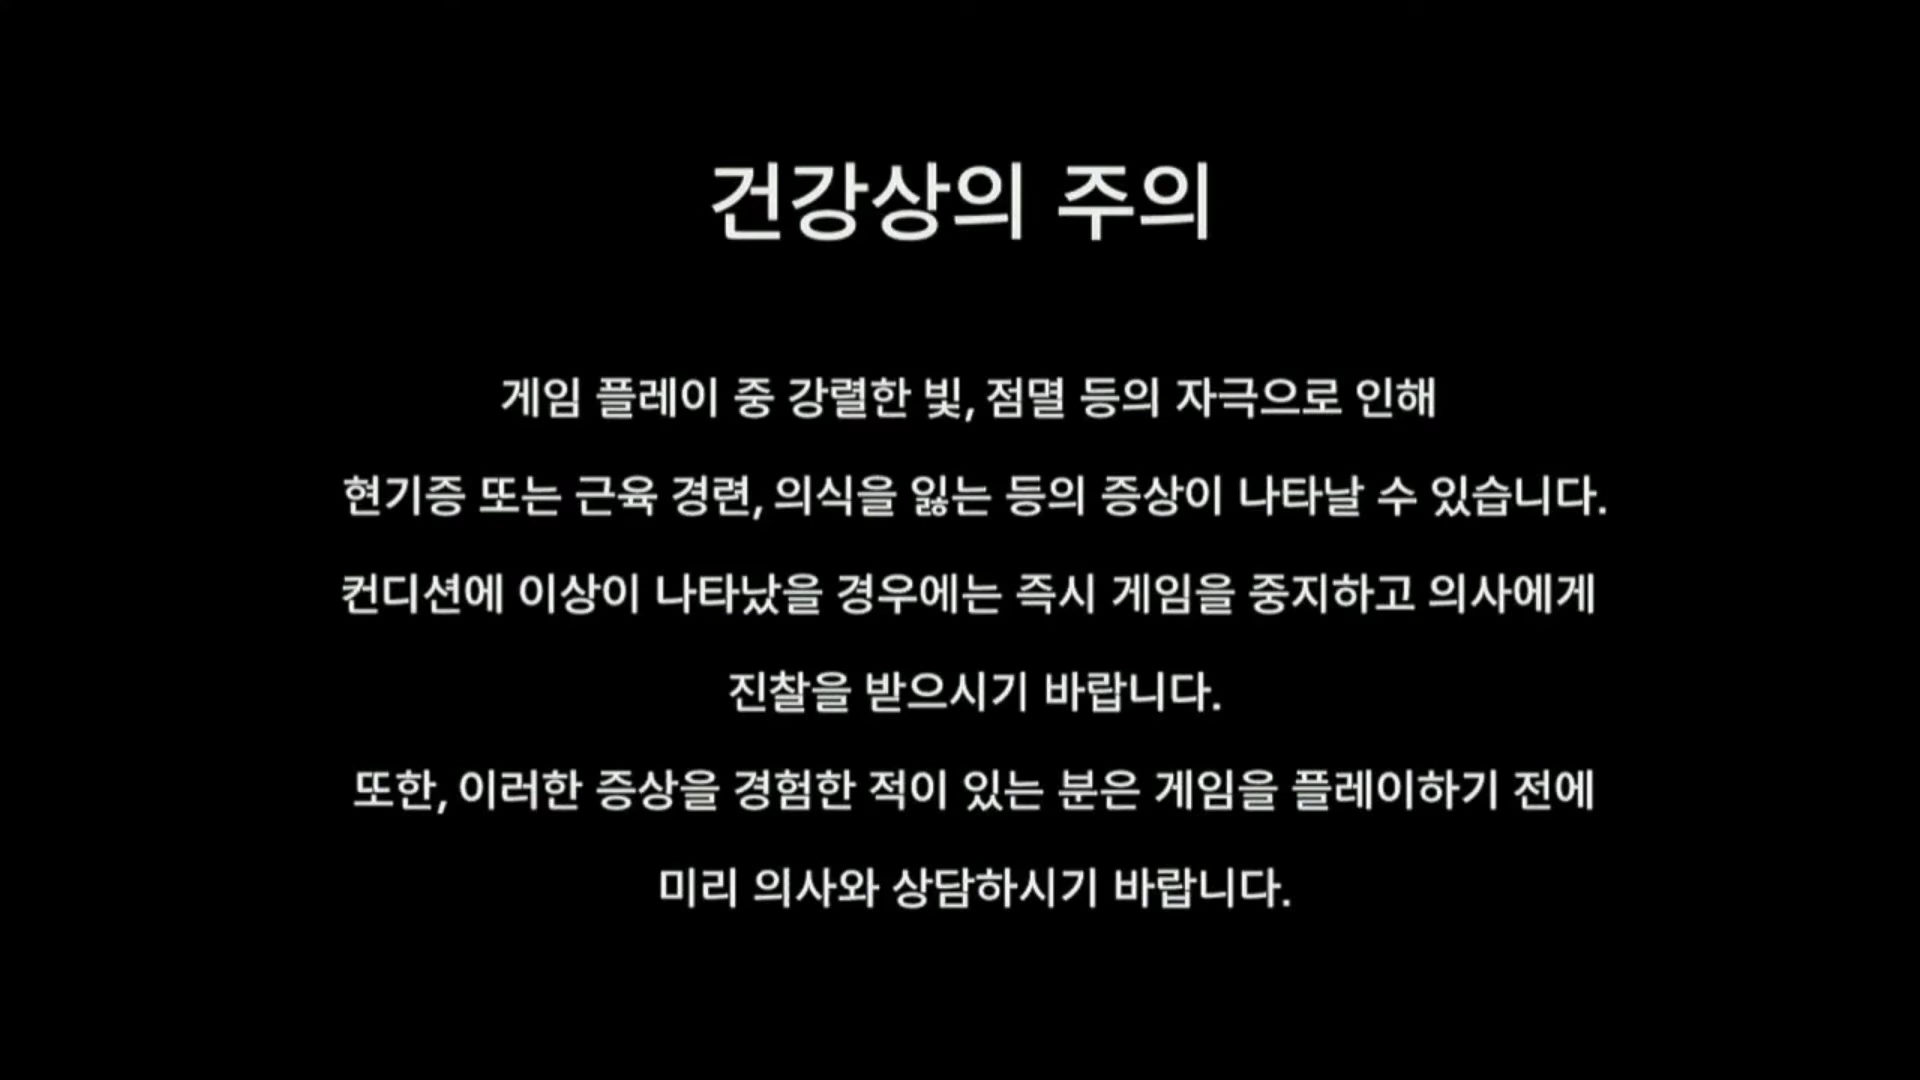 건강상의 주의
게임 플레이 중 강렬한 빛, 점멸 등의 자극으로 인해
현기증 또는 근육 경련, 의식을 잃는 등의 증상이 나타날 수 있습니다.
컨디션에 이상이 나타났을 경우에는 즉시 게임을 중지하고 의사에게
진찰을 받으시기 바랍니다.
또한, 이러한 증상을 경험한 적이 있는 분은 게임을 플레이하기 전에
미리 의사와 상담하시기 바랍니다.